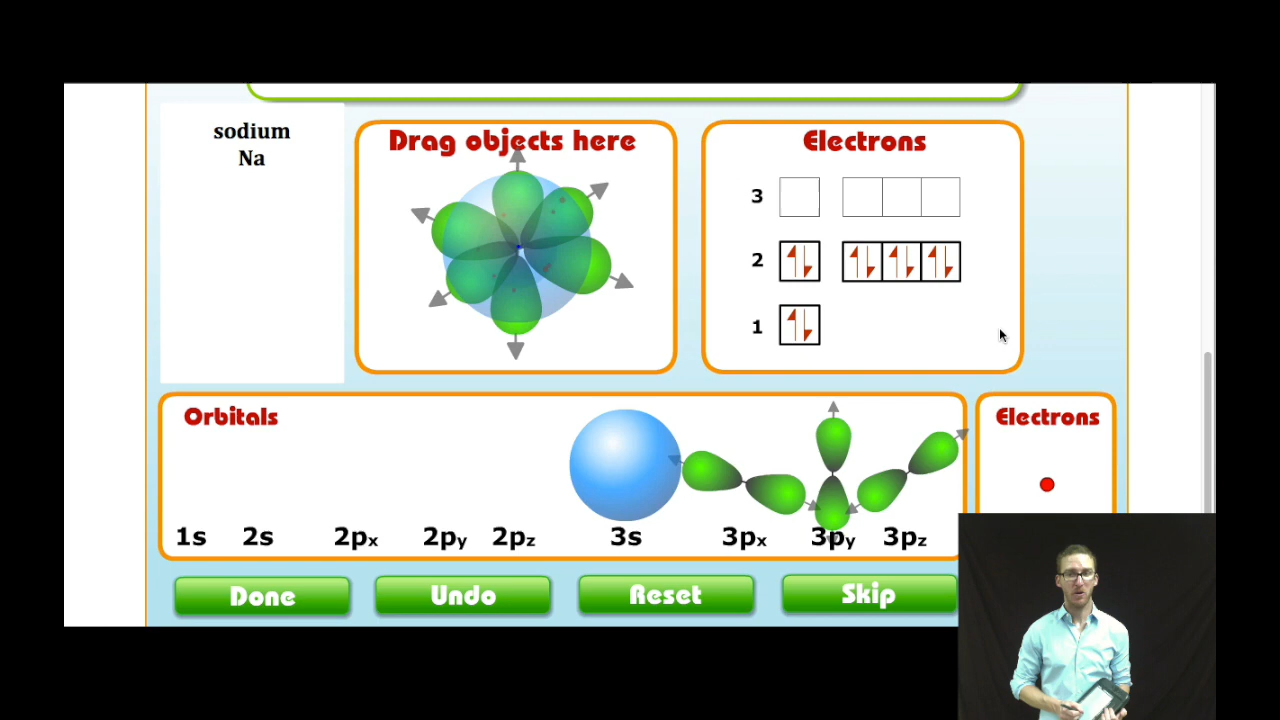 sodium
Na
Drag objects here
Electrons
3
2
1
Orbitals
1s 2s 2px 2py 2pz 3s 3px 3py 3pz
Electrons
Done
Undo
Reset
Skip